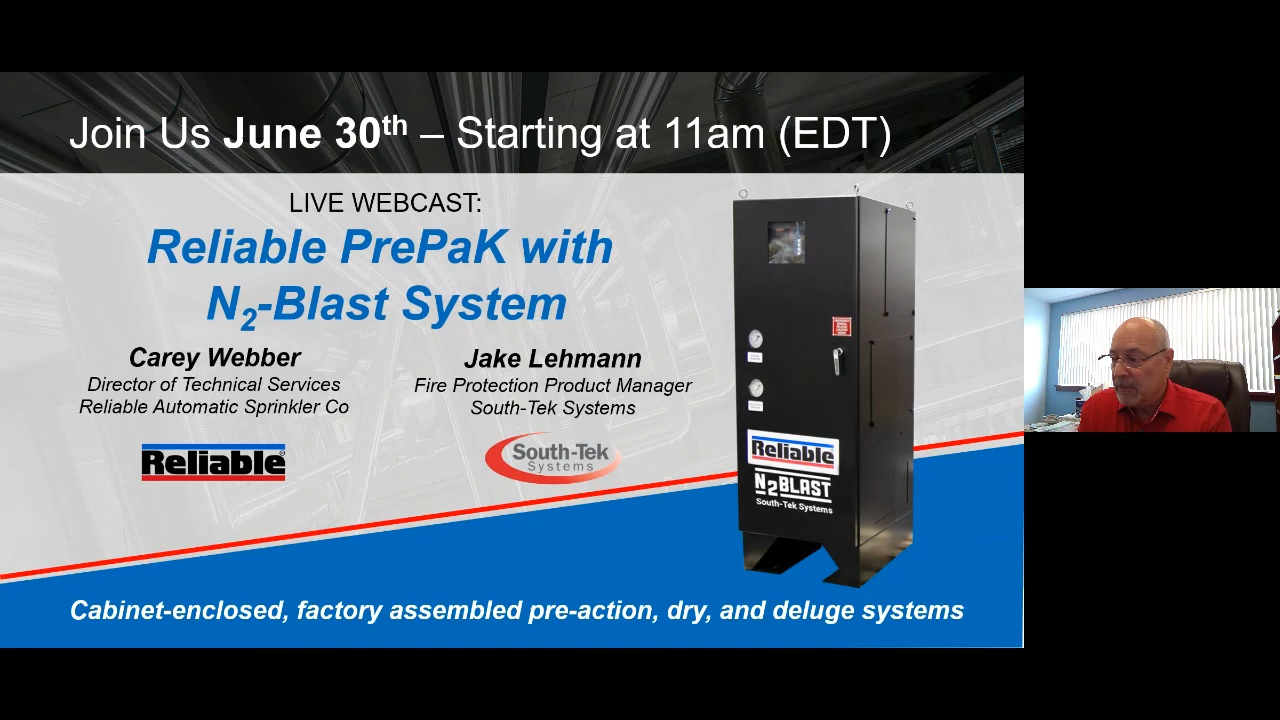 Join Us June 30th – Starting at 11am (EDT)
LIVE WEBCAST:
Reliable PrePaK with
N2-Blast System
Carey Webber
Director of Technical Services
Reliable Automatic Sprinkler Co
Jake Lehmann
Fire Protection Product Manager
South-Tek Systems
Reliable®
South-Tek
Systems
Reliable
N2BLAST
South-Tek Systems
Cabinet-enclosed, factory assembled pre-action, dry, and deluge systems